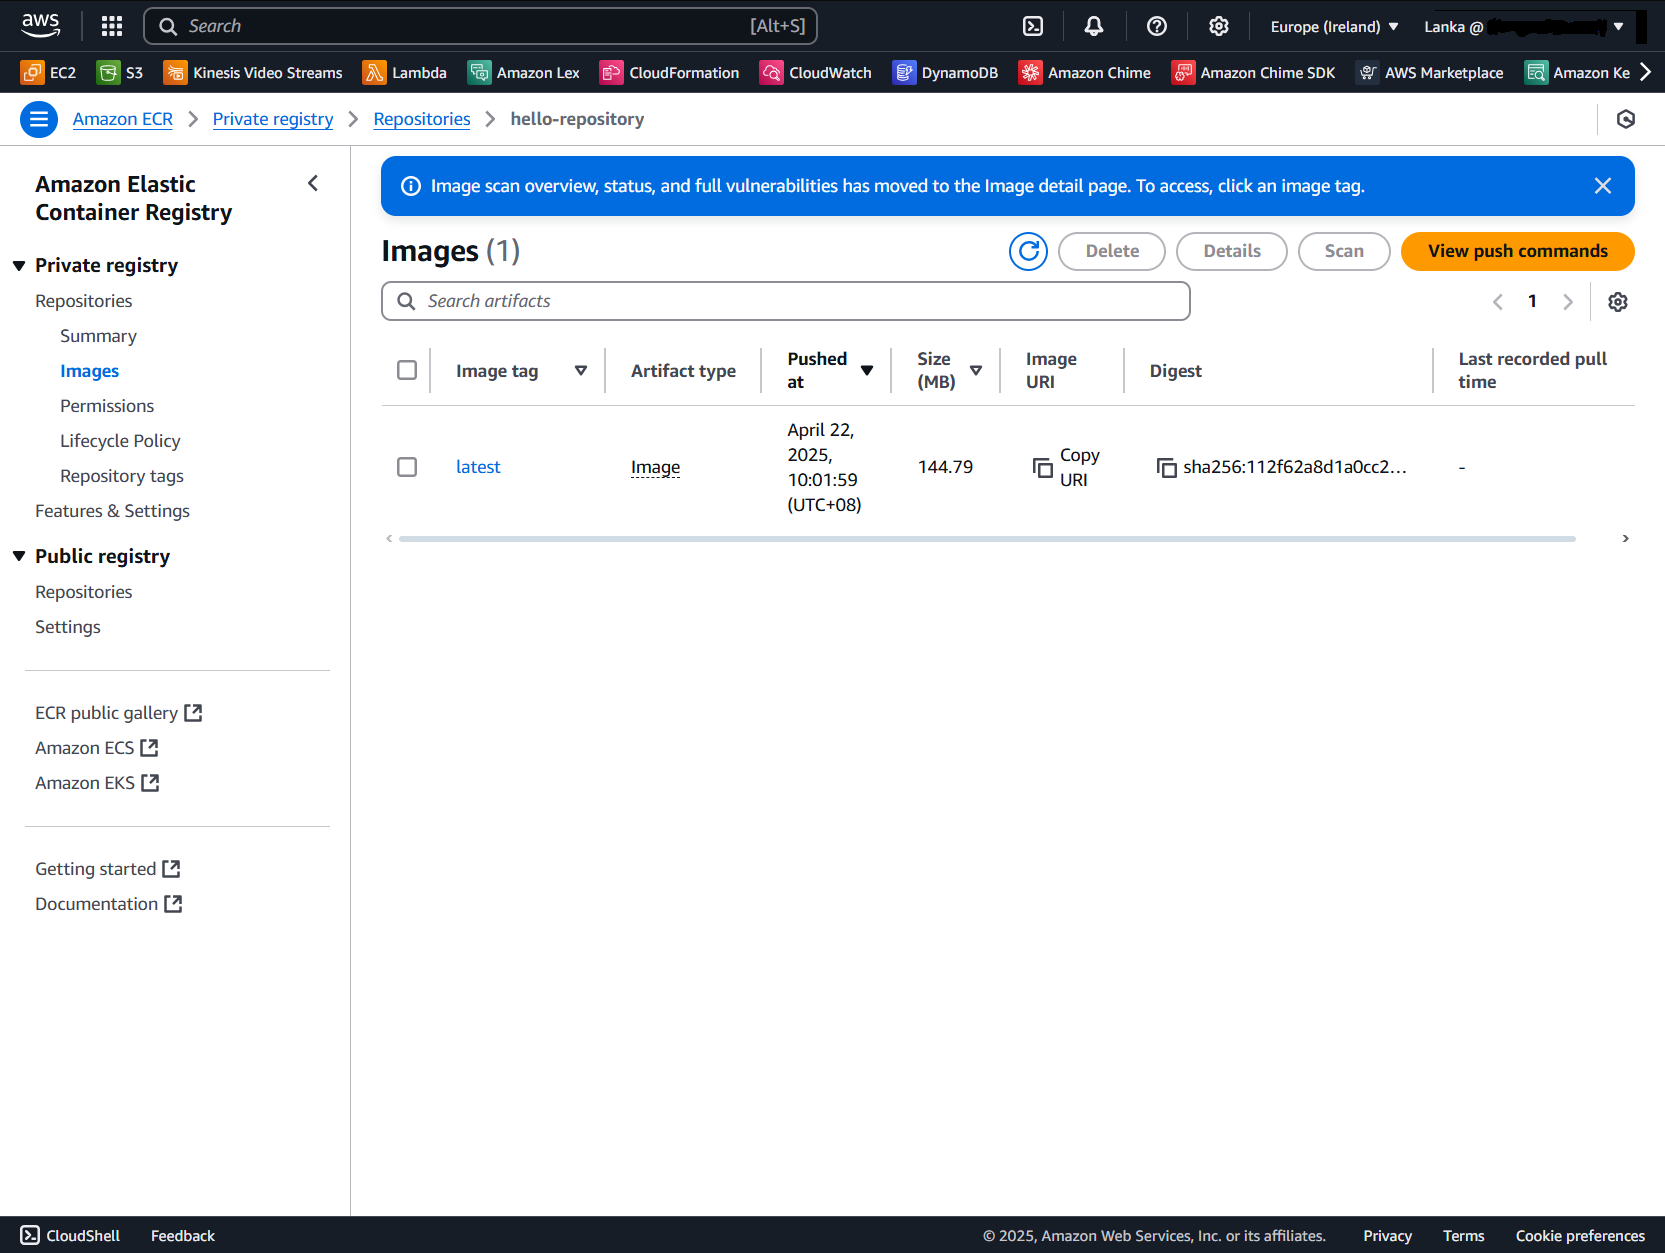 aws
Search [Alt+S]
Europe (Ireland)
Lanka @
EC2 S3 Kinesis Video Streams Lambda Amazon Lex CloudFormation CloudWatch DynamoDB Amazon Chime Amazon Chime SDK AWS Marketplace Amazon Ke
Amazon ECR > Private registry > Repositories > hello-repository
Amazon Elastic
Container Registry
Private registry
Repositories
Summary
Images
Permissions
Lifecycle Policy
Repository tags
Features & Settings
Public registry
Repositories
Settings
ECR public gallery
Amazon ECS
Amazon EKS
Getting started
Documentation
Image scan overview, status, and full vulnerabilities has moved to the Image detail page. To access, click an image tag.
Images (1)
Delete Details Scan View push commands
Search artifacts
1
Image tag
Artifact type
Pushed
at
Size
(MB)
Image
URI
Digest
Last recorded pull
time
latest
Image
April 22,
2025,
10:01:59
(UTC+08)
144.79
Copy
URI
sha256:112f62a8d1a0cc2...
-
CloudShell Feedback © 2025, Amazon Web Services, Inc. or its affiliates. Privacy Terms Cookie preferences